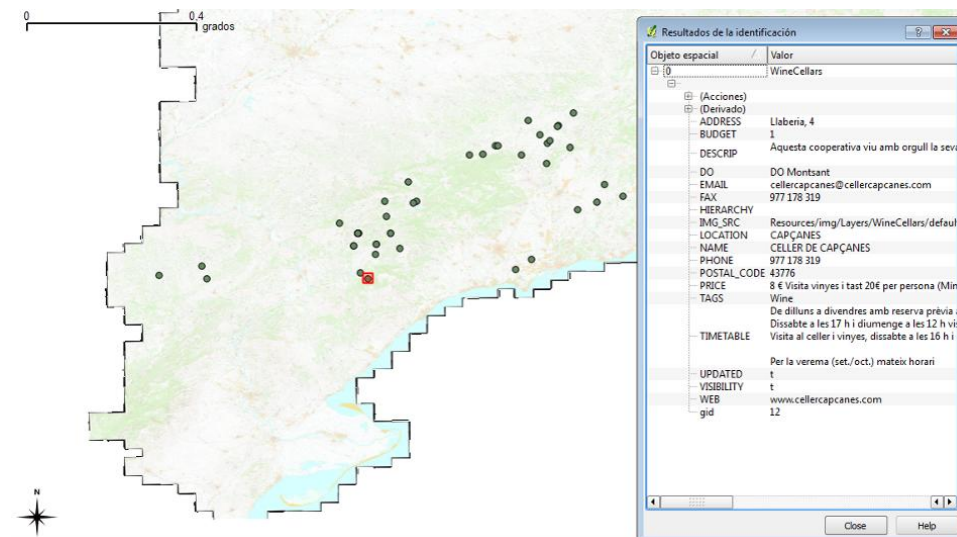 0
0.4
grados
N
Resultados de la identificación
Objeto espacial Valor
0 WineCellars
(Acciones)
(Derivado)
ADDRESS Llaberia, 4
BUDGET 1
DESCRIP Aquesta cooperativa viu amb orgull la seva
DO DO Montsant
EMAIL cellercapcanes@cellercapcanes.com
FAX 977 178 319
HIERARCHY
IMG_SRC Resources/img/Layers/WineCellars/defaul
LOCATION CAPÇANES
NAME CELLER DE CAPÇANES
PHONE 977 178 319
POSTAL_CODE 43776
PRICE 8 € Visita vinyes i tast 20€ per persona (Min
TAGS Wine
De dilluns a divendres amb reserva prèvia a
Dissabte a les 17 h i diumenge a les 12 h vis
TIMETABLE Visita al celler i vinyes, dissabte a les 16 h i
Per la verema (set./oct.) mateix horari
UPDATED t
VISIBILITY t
WEB www.cellercapcanes.com
gid 12
Close Help